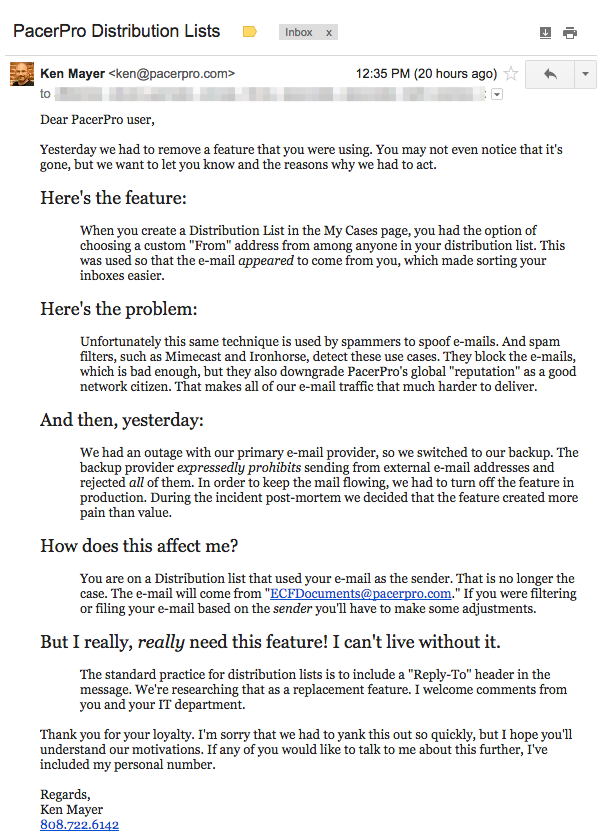 PacerPro Distribution Lists
Inbox x
Ken Mayer <ken@pacerpro.com>
12:35 PM (20 hours ago)
to
Dear PacerPro user,
Yesterday we had to remove a feature that you were using. You may not even notice that it's
gone, but we want to let you know and the reasons why we had to act.
Here's the feature:
When you create a Distribution List in the My Cases page, you had the option of
choosing a custom "From" address from among anyone in your distribution list. This
was used so that the e-mail appeared to come from you, which made sorting your
inboxes easier.
Here's the problem:
Unfortunately this same technique is used by spammers to spoof e-mails. And spam
filters, such as Mimecast and Ironhorse, detect these use cases. They block the e-mails,
which is bad enough, but they also downgrade PacerPro's global "reputation" as a good
network citizen. That makes all of our e-mail traffic that much harder to deliver.
And then, yesterday:
We had an outage with our primary e-mail provider, so we switched to our backup. The
backup provider expressedly prohibits sending from external e-mail addresses and
rejected all of them. In order to keep the mail flowing, we had to turn off the feature in
production. During the incident post-mortem we decided that the feature created more
pain than value.
How does this affect me?
You are on a Distribution list that used your e-mail as the sender. That is no longer the
case. The e-mail will come from "ECFDocuments@pacerpro.com." If you were filtering
or filing your e-mail based on the sender you'll have to make some adjustments.
But I really, really need this feature! I can't live without it.
The standard practice for distribution lists is to include a "Reply-To" header in the
message. We're researching that as a replacement feature. I welcome comments from
you and your IT department.
Thank you for your loyalty. I'm sorry that we had to yank this out so quickly, but I hope you'll
understand our motivations. If any of you would like to talk to me about this further, I've
included my personal number.
Regards,
Ken Mayer
808.722.6142